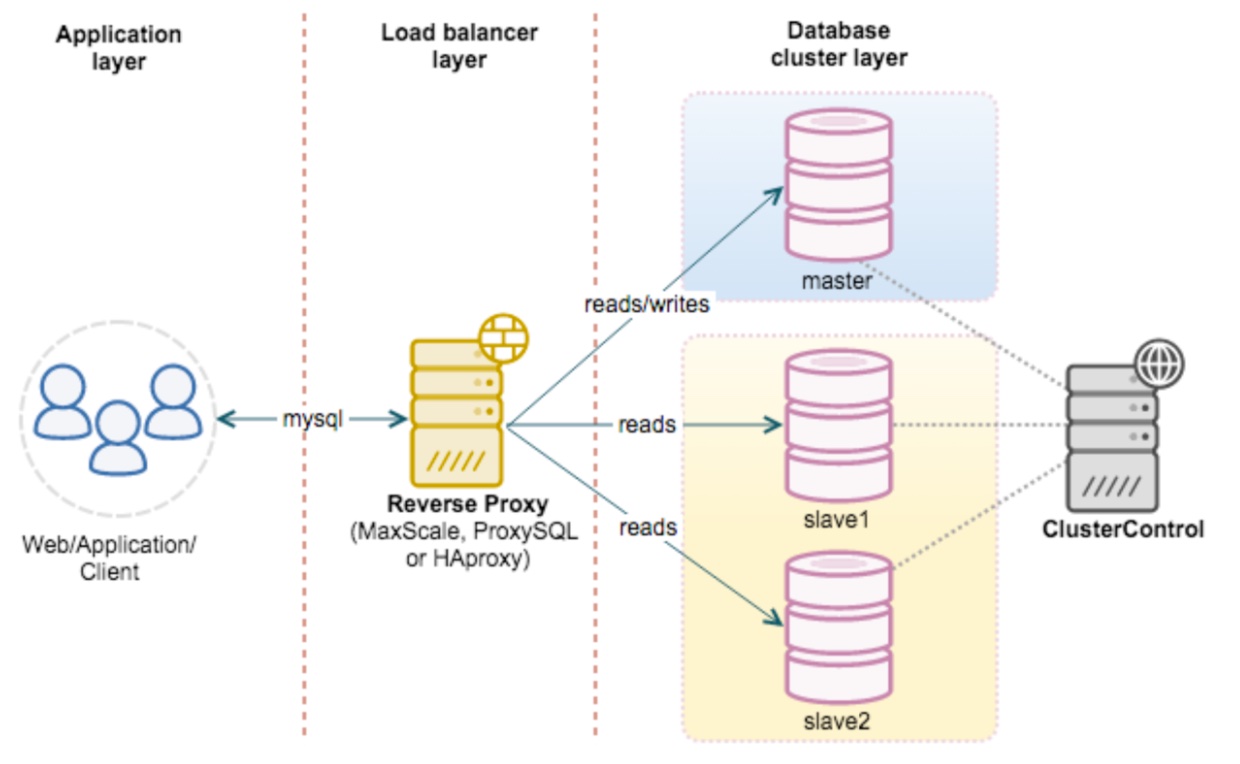 Application
layer
Load balancer
layer
Database
cluster layer
master
reads/writes
mysql
reads
slave1
Reverse Proxy
(MaxScale, ProxySQL
or HAproxy)
reads
ClusterControl
Web/Application/
Client
slave2